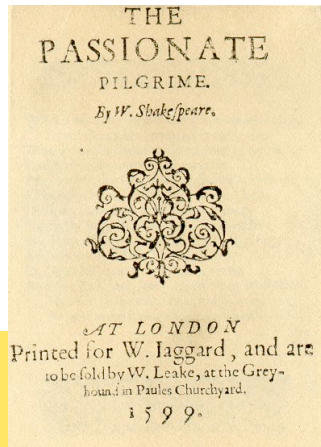 THE
PASSIONATE
PILGRIME.
By W. Shakeſpeare.
AT LONDON
Printed for W. Iaggard, and are
to be ſold by W. Leake, at the Grey-
hound in Paules Churchyard.
1599.